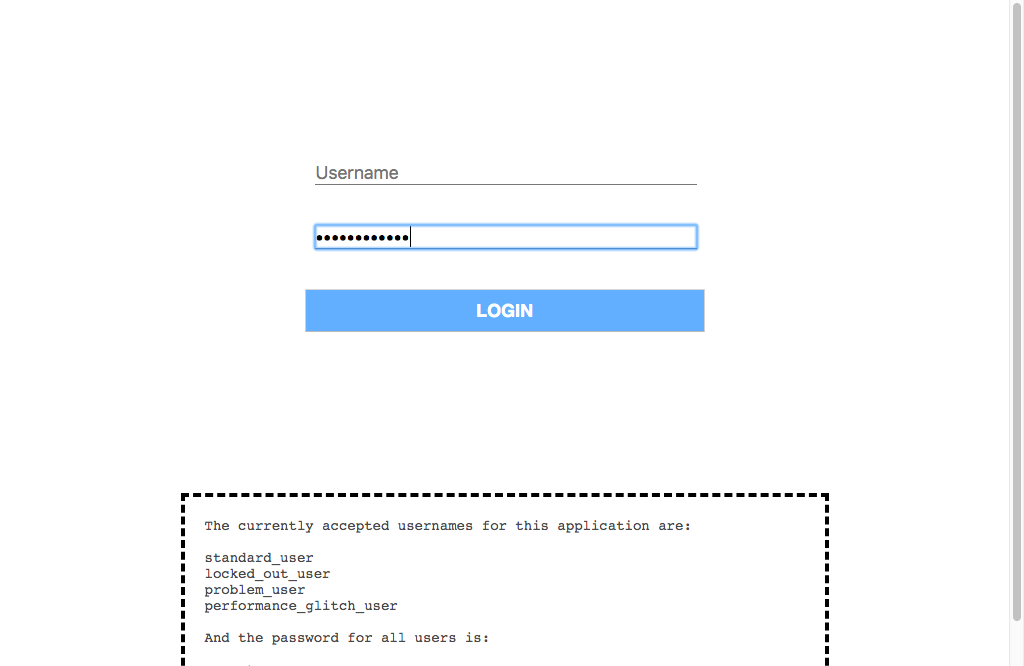 Username
••••••••••••
LOGIN
The currently accepted usernames for this application are:
standard_user
locked_out_user
problem_user
performance_glitch_user
And the password for all users is: